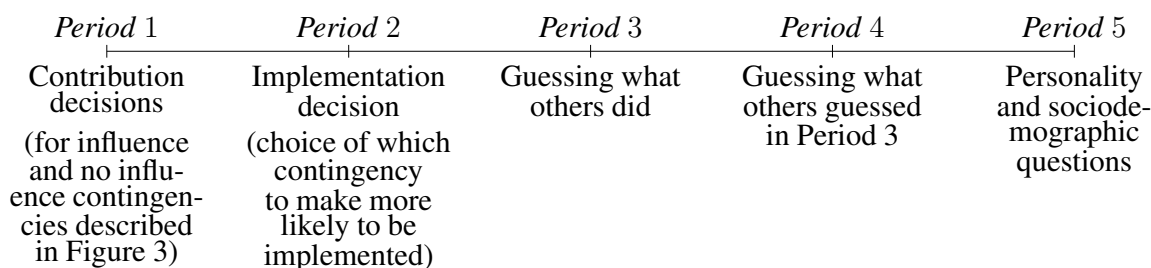 Period 1
Period 2
Period 3
Period 4
Period 5
Contribution
decisions
(for influence
and no influ-
ence contingen-
cies described
in Figure 3)
Implementation
decision
(choice of which
contingency
to make more
likely to be
implemented)
Guessing what
others did
Guessing what
others guessed
in Period 3
Personality
and sociode-
mographic
questions